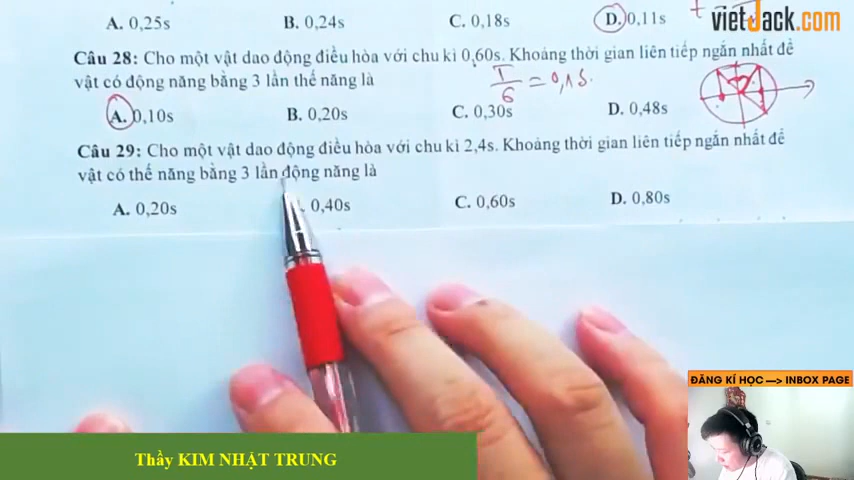 A. 0,25s B. 0,24s C. 0,18s D. 0,11s
vietJack.com
Câu 28: Cho một vật dao động điều hòa với chu kì 0,60s. Khoảng thời gian liên tiếp ngắn nhất để
vật có động năng bằng 3 lần thế năng là
T/6 = 0,1s.
A. 0,10s B. 0,20s C. 0,30s D. 0,48s
Câu 29: Cho một vật dao động điều hòa với chu kì 2,4s. Khoảng thời gian liên tiếp ngắn nhất để
vật có thế năng bằng 3 lần động năng là
A. 0,20s 0,40s C. 0,60s D. 0,80s
ĐĂNG KÍ HỌC —> INBOX PAGE
Thầy KIM NHẬT TRUNG